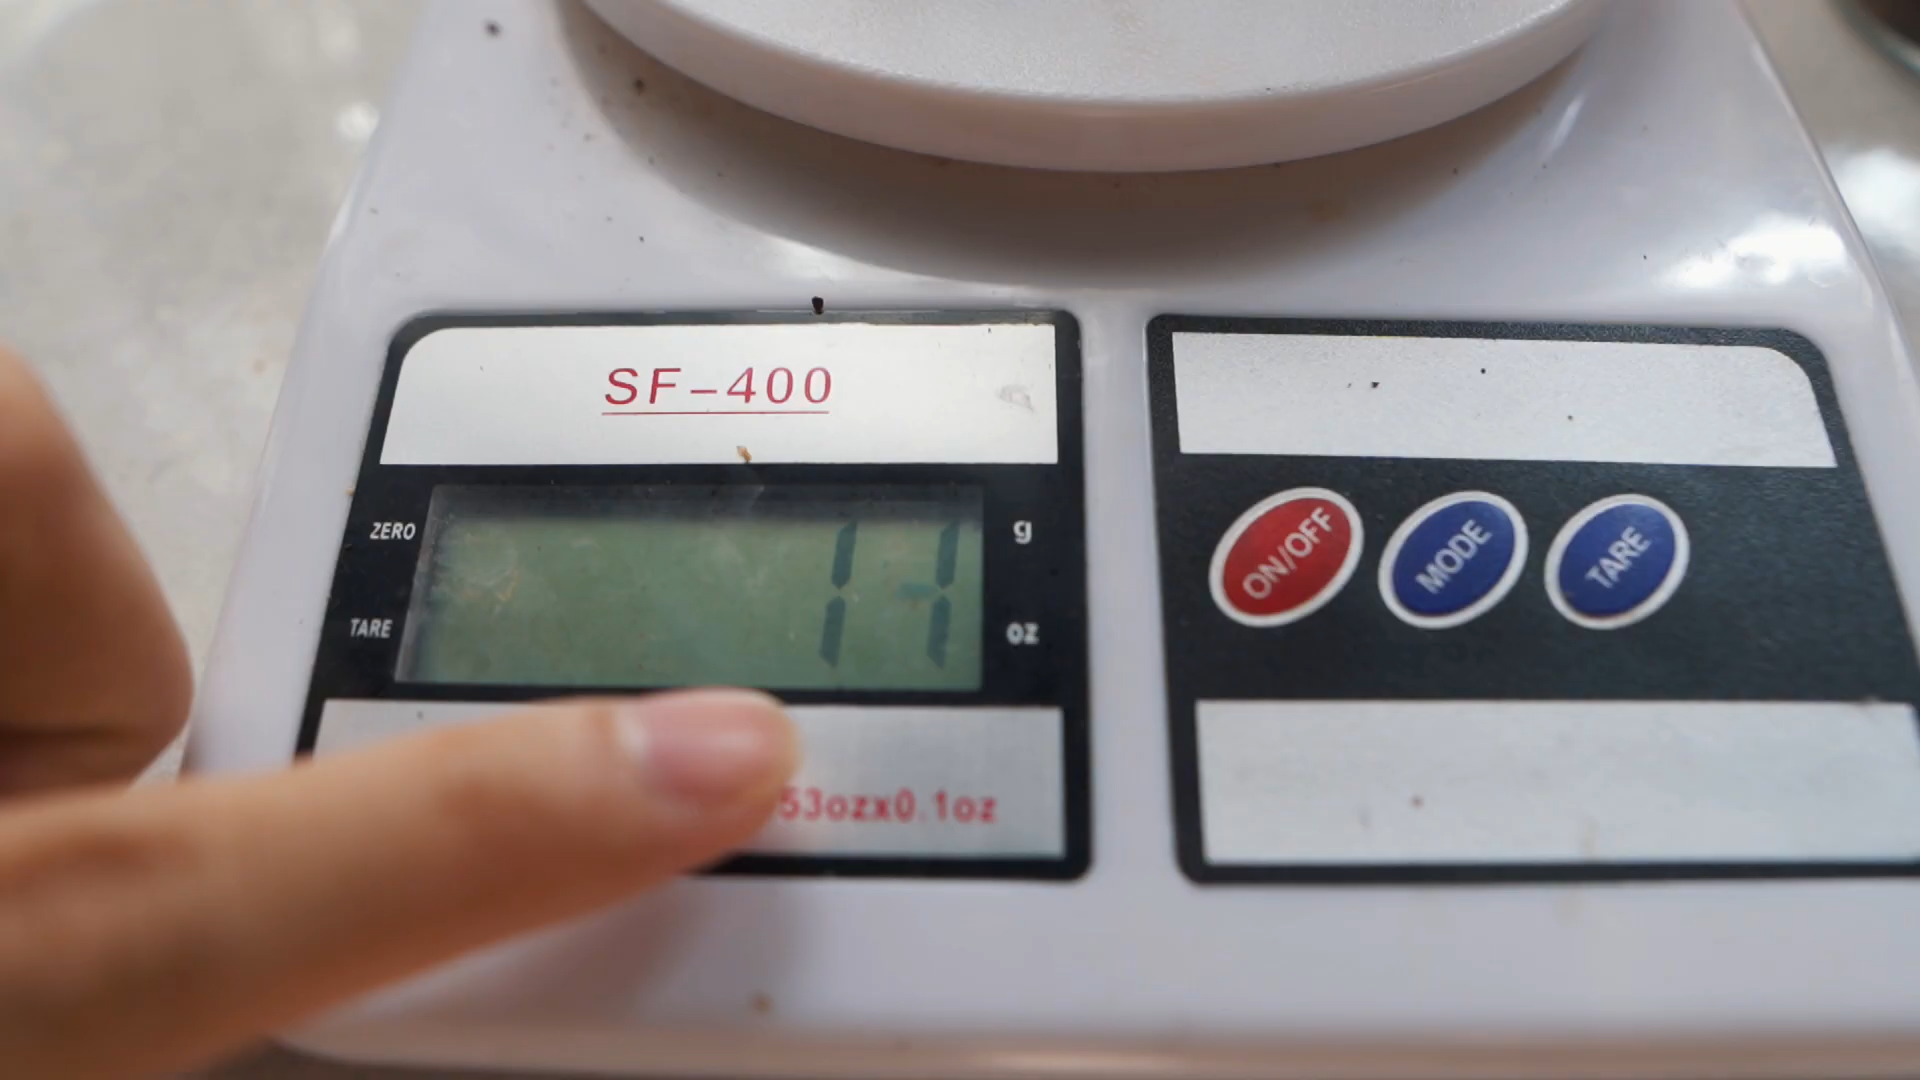 SF-400
ZERO
g
11
TARE
oz
53ozx0.1oz
ON/OFF
MODE
TARE